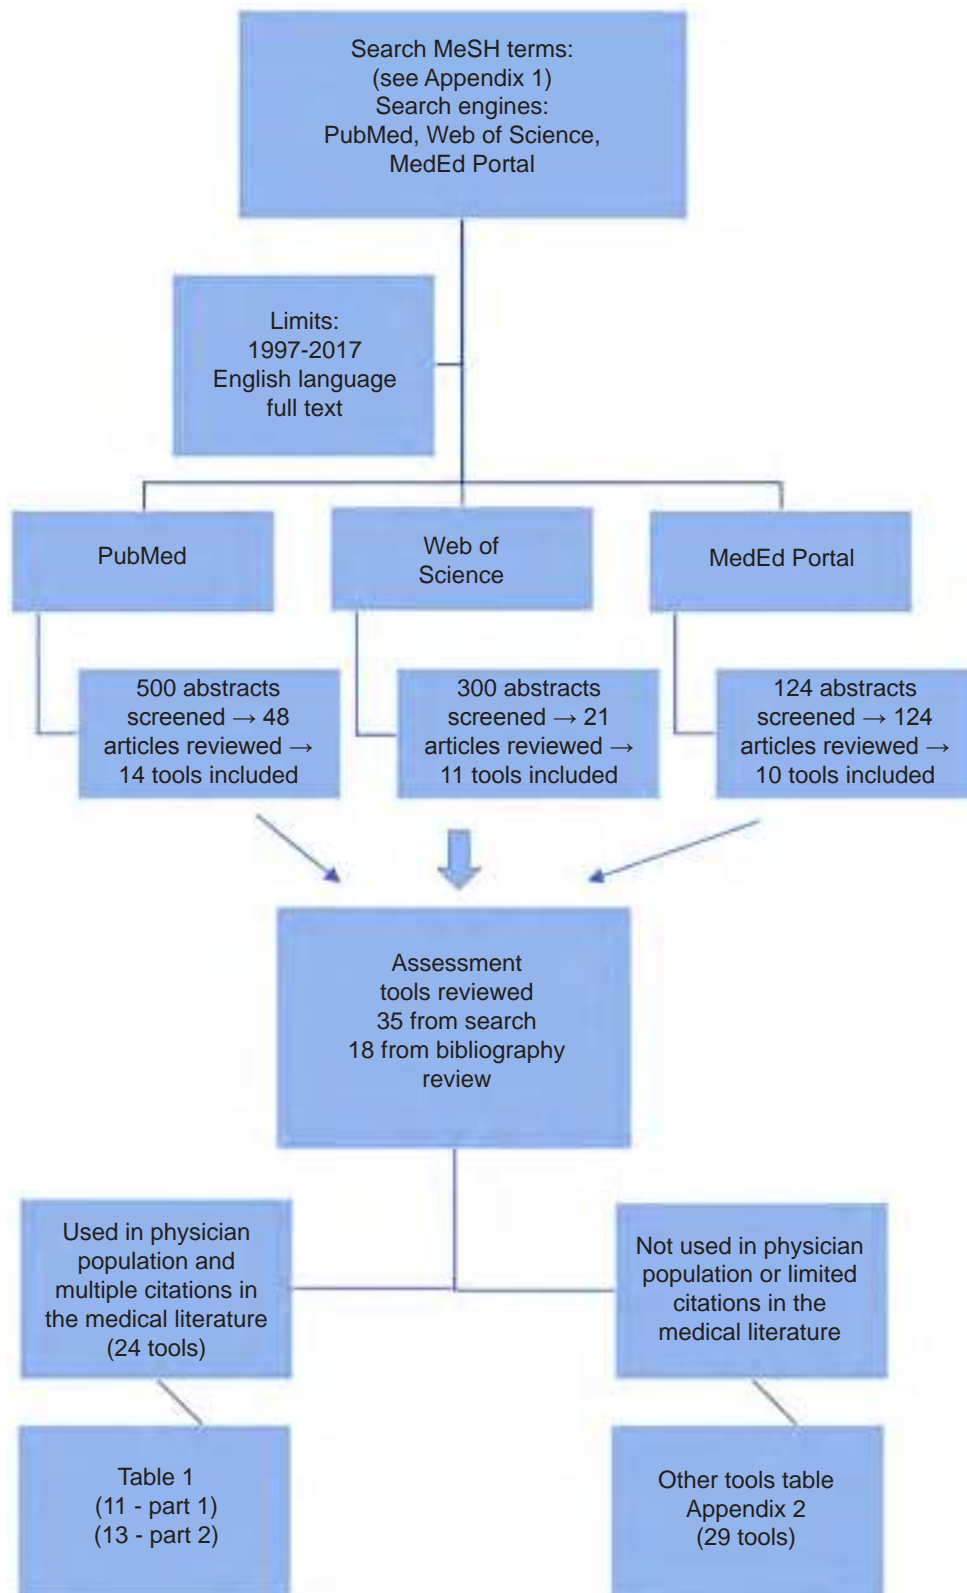 Search MeSH terms:
(see Appendix 1)
Search engines:
PubMed, Web of Science,
MedEd Portal
Limits:
1997-2017
English language
full text
PubMed
Web of
Science
MedEd Portal
500 abstracts
screened → 48
articles reviewed →
14 tools included
300 abstracts
screened → 21
articles reviewed →
11 tools included
124 abstracts
screened → 124
articles reviewed →
10 tools included
Assessment
tools reviewed
35 from search
18 from bibliography
review
Used in physician
population and
multiple citations in
the medical literature
(24 tools)
Not used in physician
population or limited
citations in the
medical literature
Table 1
(11 - part 1)
(13 - part 2)
Other tools table
Appendix 2
(29 tools)